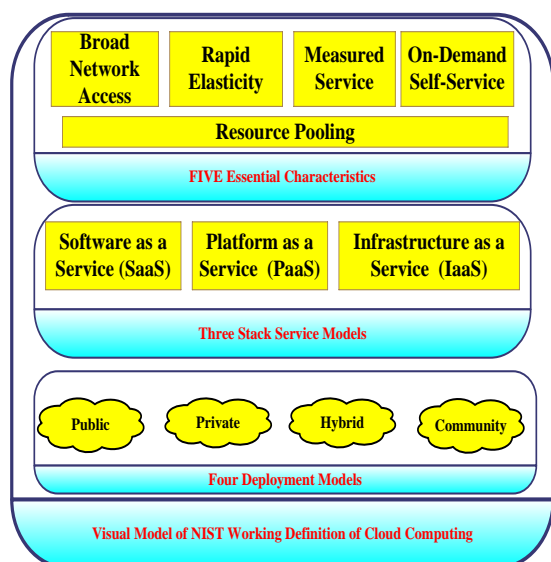 Broad
Network
Access
Rapid
Elasticity
Measured
Service
On-Demand
Self-Service
Resource Pooling
FIVE Essential Characteristics
Software as a
Service (SaaS)
Platform as a
Service (PaaS)
Infrastructure as a
Service (IaaS)
Three Stack Service Models
Public
Private
Hybrid
Community
Four Deployment Models
Visual Model of NIST Working Definition of Cloud Computing